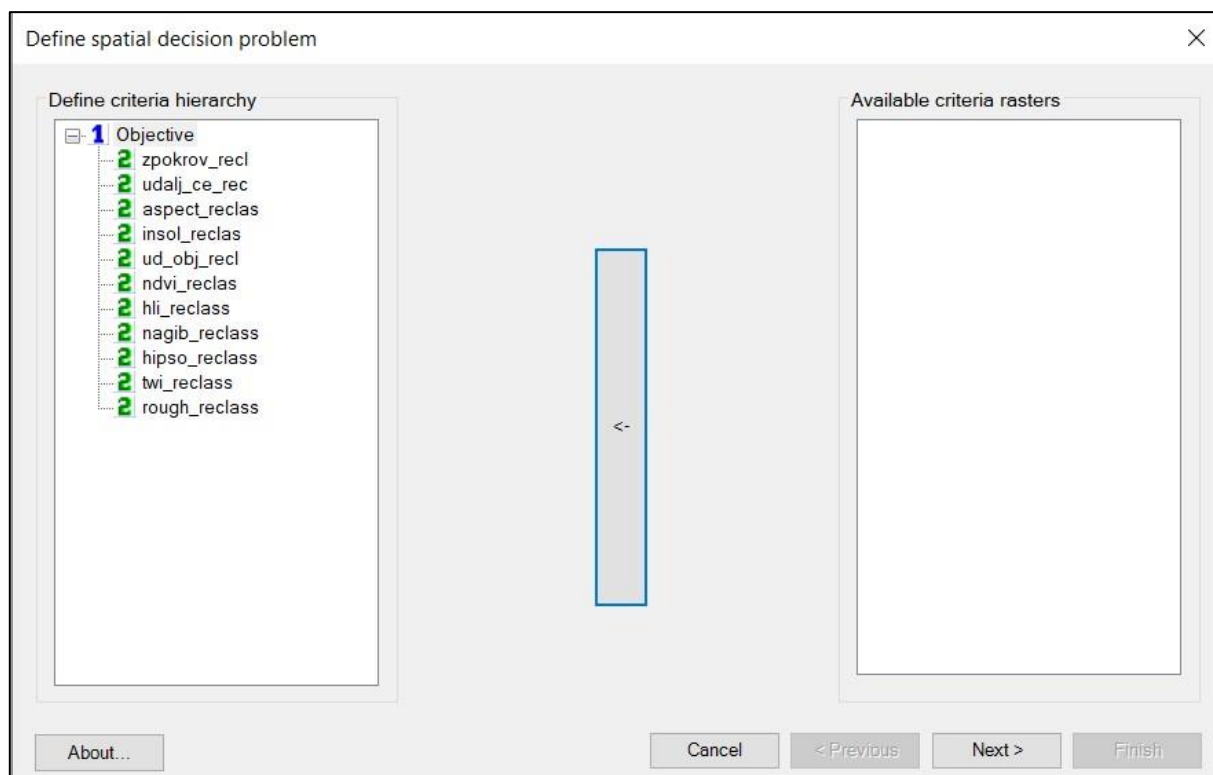 Define spatial decision problem
Define criteria hierarchy
1 Objective
2 zpokrov_recl
2 udalj_ce_rec
2 aspect_reclas
2 insol_reclas
2 ud_obj_recl
2 ndvi_reclas
2 hli_reclass
2 nagib_reclass
2 hipso_reclass
2 twi_reclass
2 rough_reclass
<-
Available criteria rasters
About...
Cancel
< Previous
Next >
Finish